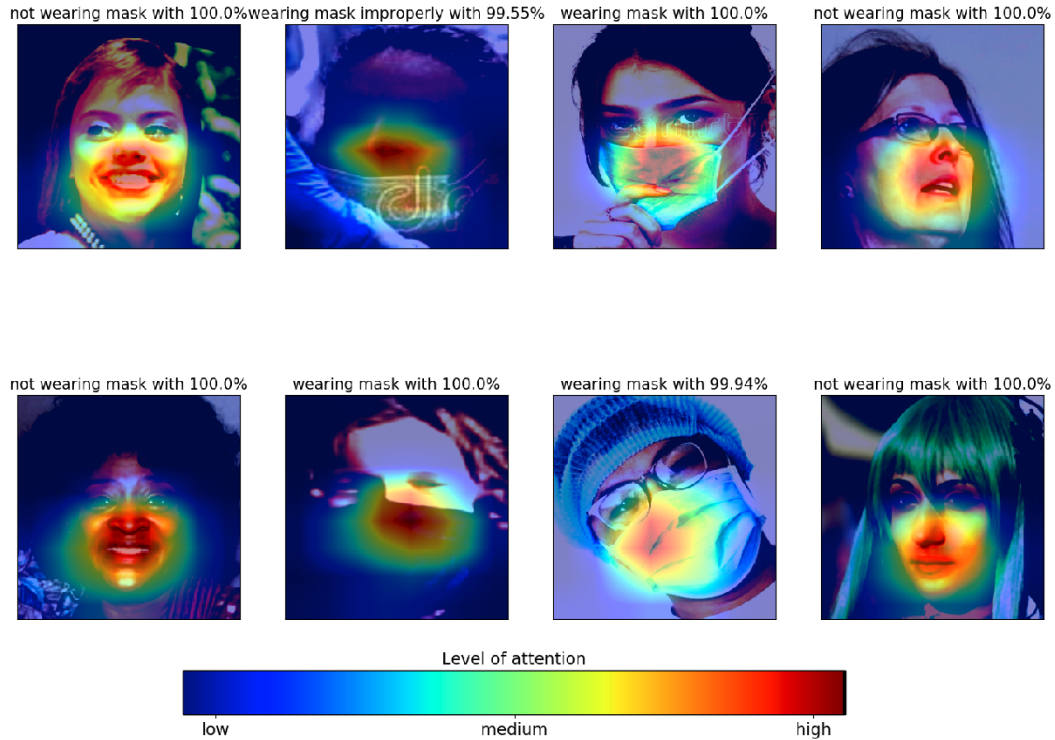 not wearing mask with 100.0%
wearing mask improperly with 99.55%
wearing mask with 100.0%
not wearing mask with 100.0%
not wearing mask with 100.0%
wearing mask with 100.0%
wearing mask with 99.94%
not wearing mask with 100.0%
Level of attention
low medium high